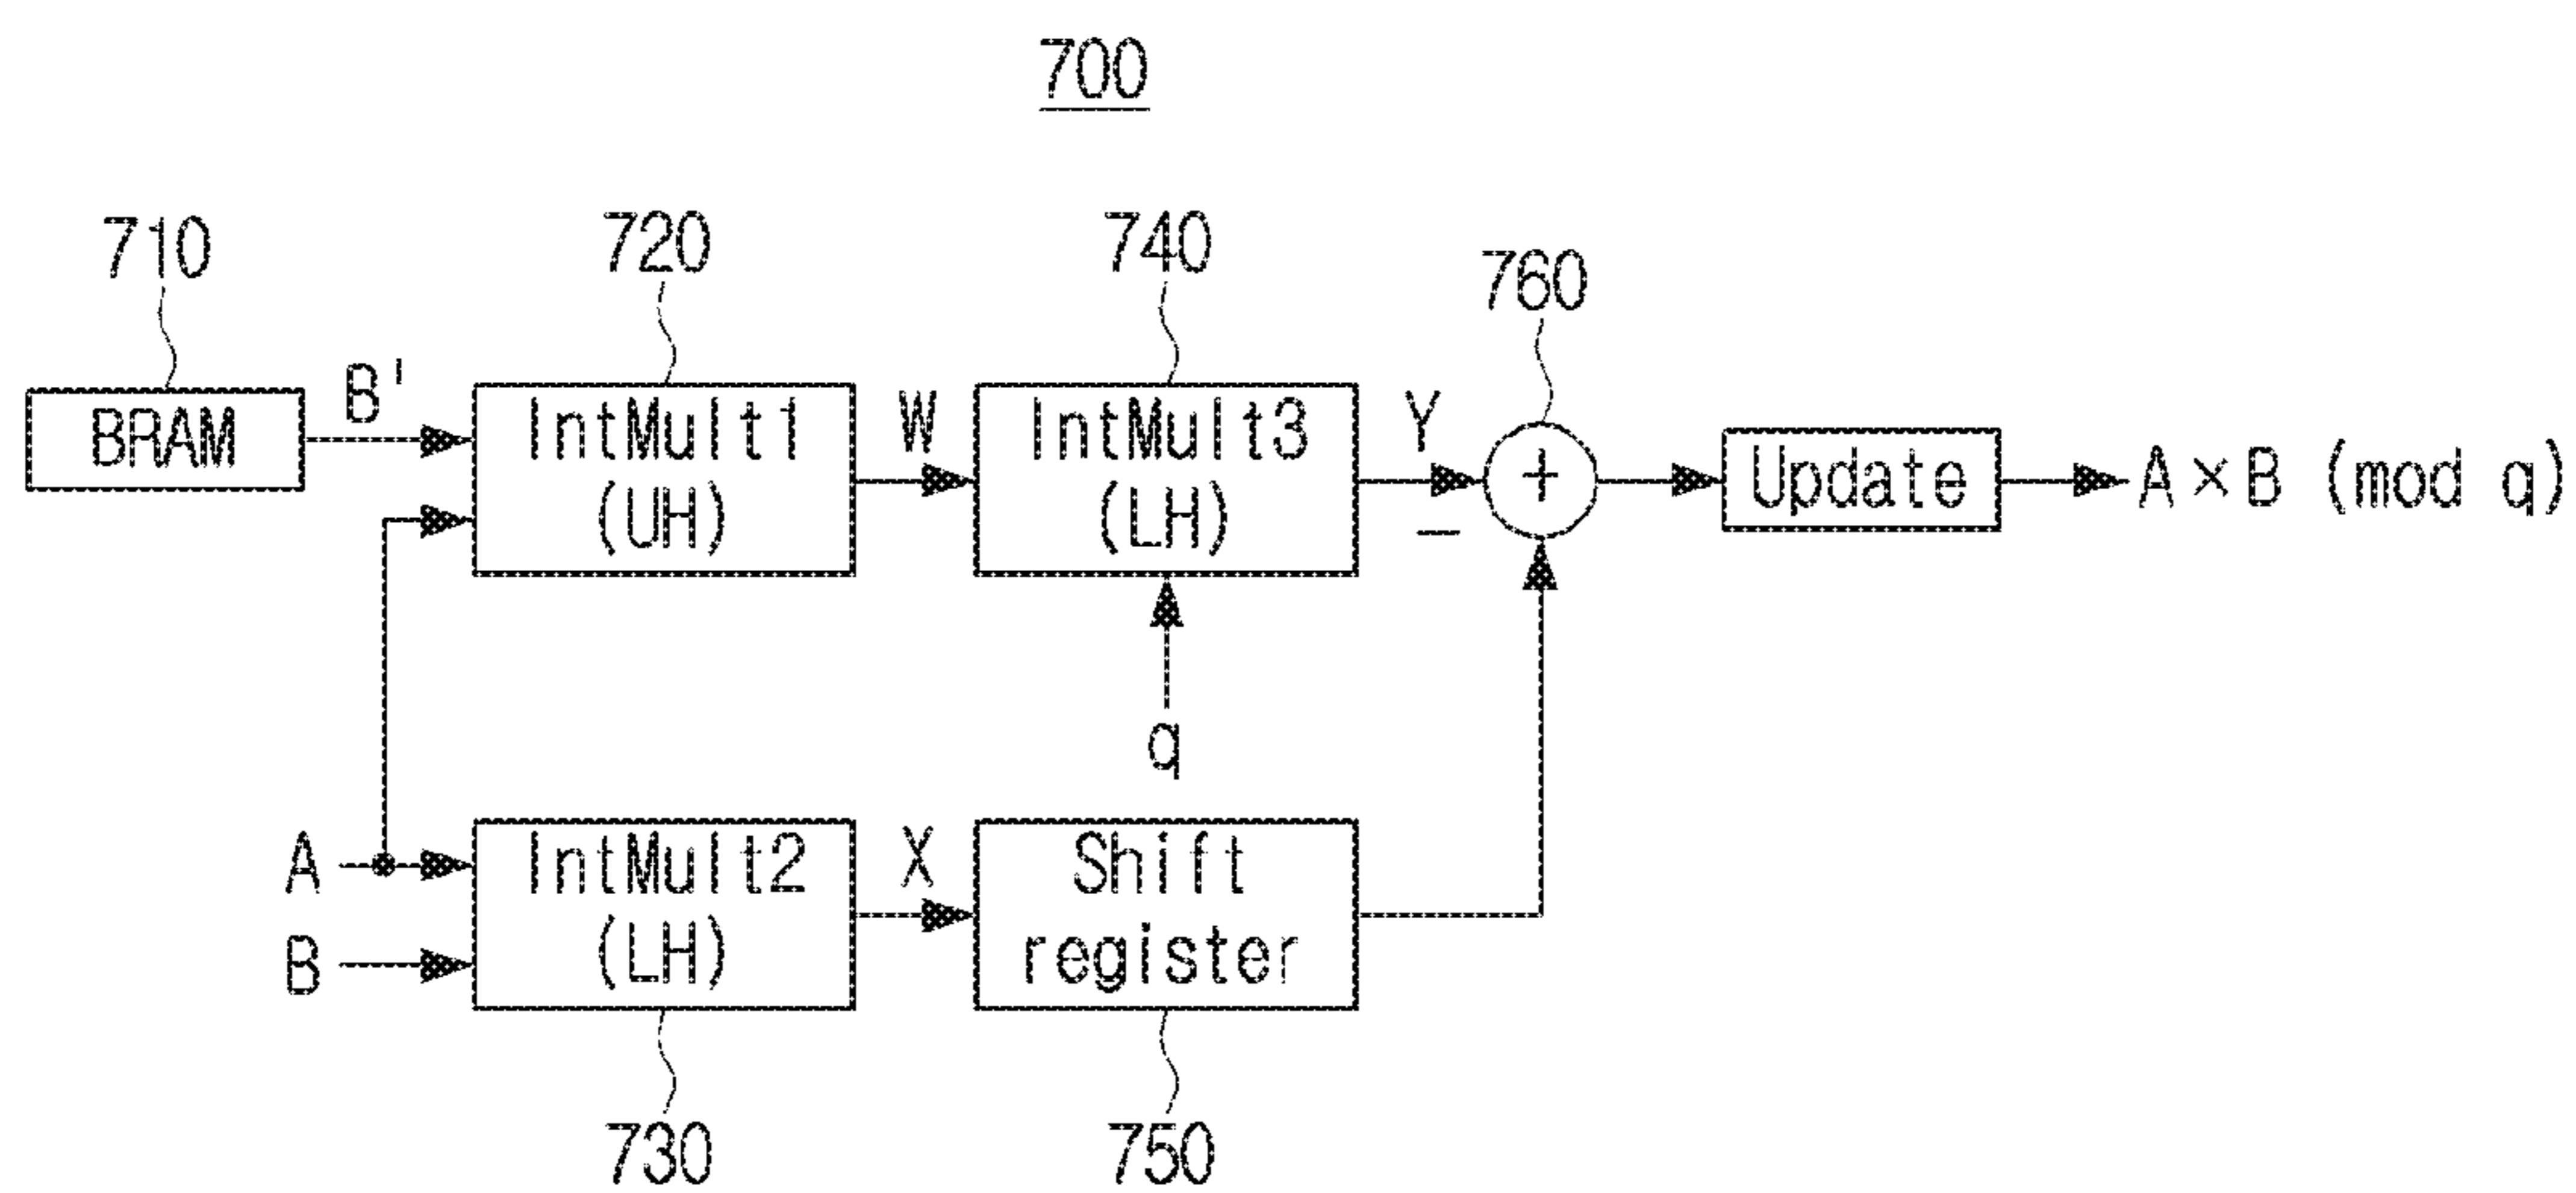 700
710
720
740
760
BRAM
B'
IntMult1
(UH)
W
IntMult3
(LH)
Y
−
+
Update
A×B (mod q)
q
A
B
IntMult2
(LH)
X
Shift
register
730
750